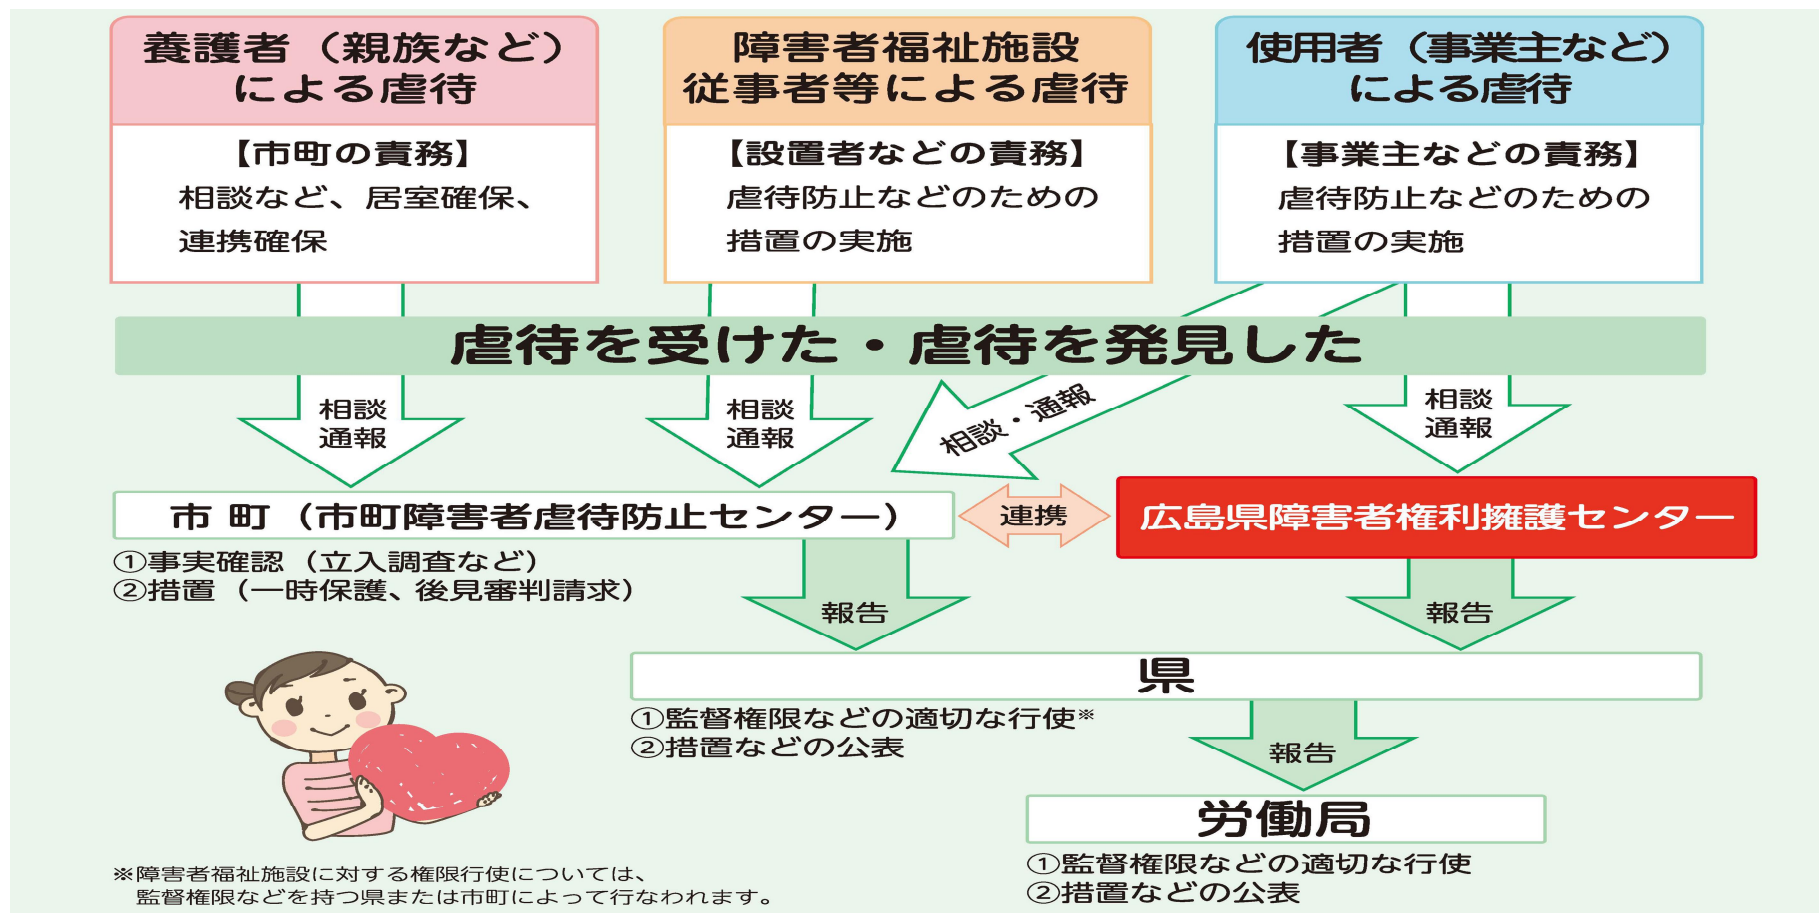 養護者（親族など）
による虐待
【市町の責務】
相談など、居室確保、
連携確保
障害者福祉施設
従事者等による虐待
【設置者などの責務】
虐待防止などのための
措置の実施
使用者（事業主など）
による虐待
【事業主などの責務】
虐待防止などのための
措置の実施
虐待を受けた・虐待を発見した
相談
通報
相談
通報
相談・通報
相談
通報
市 町（市町障害者虐待防止センター）
連携
広島県障害者権利擁護センター
①事実確認（立入調査など）
②措置（一時保護、後見審判請求）
報告
報告
県
①監督権限などの適切な行使※
②措置などの公表
報告
労働局
①監督権限などの適切な行使
②措置などの公表
※障害者福祉施設に対する権限行使については、
監督権限などを持つ県または市町によって行なわれます。